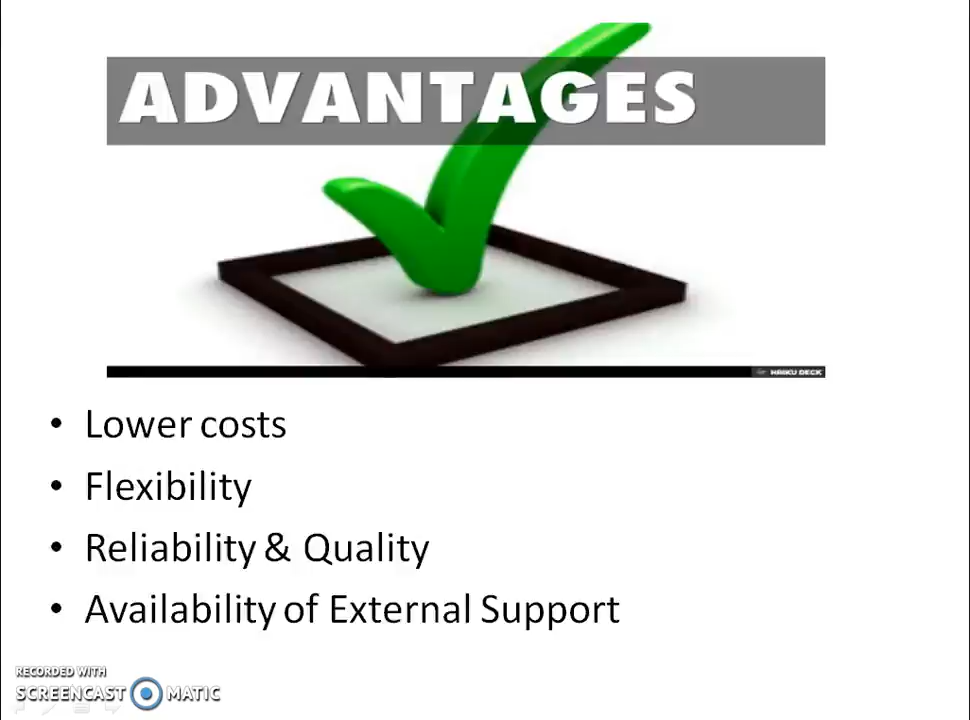 ADVANTAGES
HAIKU DECK
• Lower costs
• Flexibility
• Reliability & Quality
• Availability of External Support
RECORDED WITH
SCREENCAST MATIC